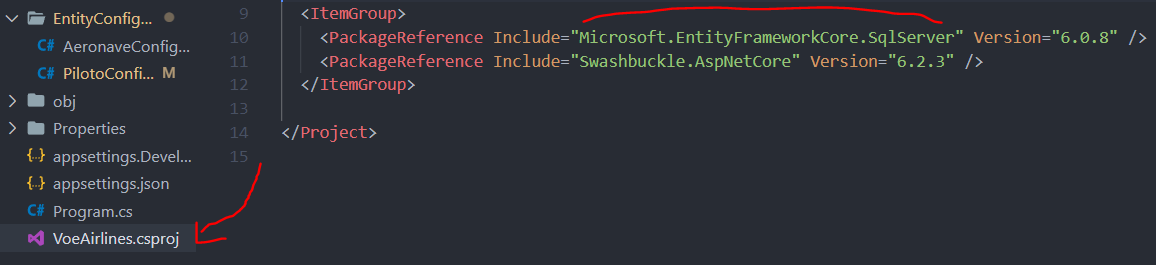 EntityConfig...
C# AeronaveConfig...
C# PilotoConfi... M
obj
Properties
{..} appsettings.Devel...
{..} appsettings.json
C# Program.cs
VoeAirlines.csproj
9 <ItemGroup>
10 <PackageReference Include="Microsoft.EntityFrameworkCore.SqlServer" Version="6.0.8" />
11 <PackageReference Include="Swashbuckle.AspNetCore" Version="6.2.3" />
12 </ItemGroup>
13
14 </Project>
15